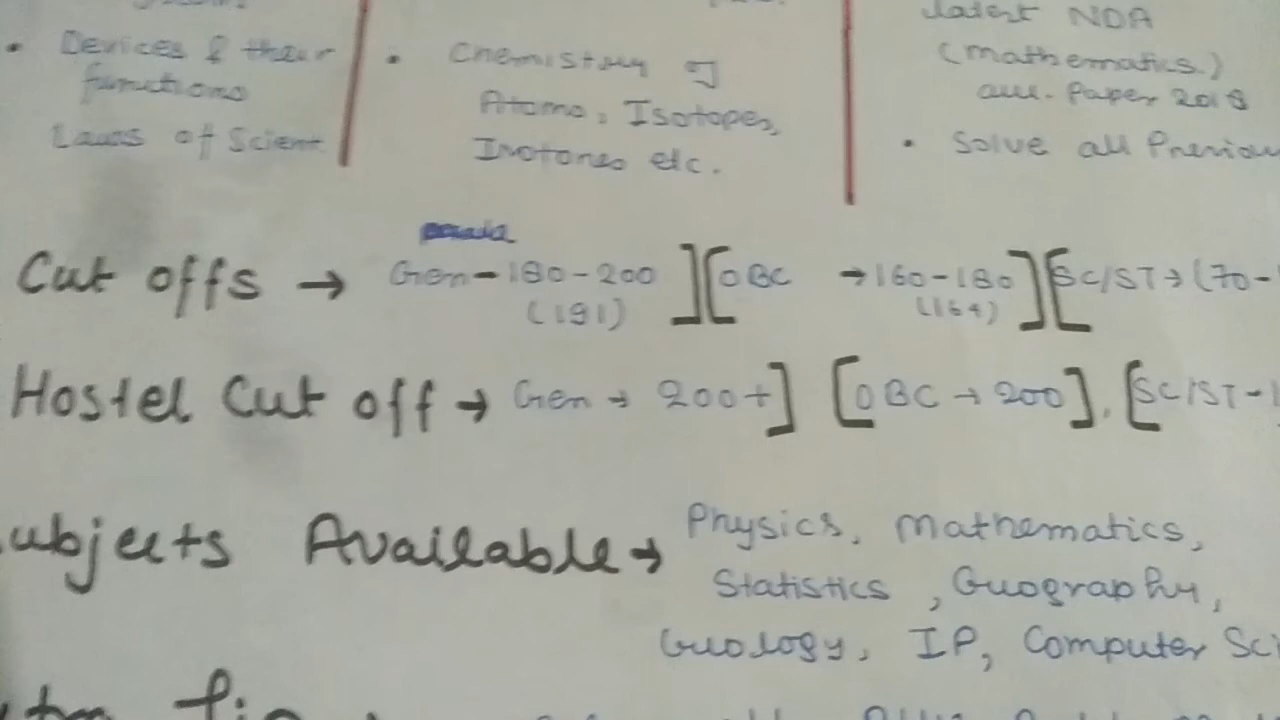 • Devices & their
functions
Laws of Scient
• Chemistry of
Atoms, Isotopes,
Isotones etc.
latest NDA
(Mathematics)
Paper 2018
• Solve all Previou
Cut offs → Gen - 180 - 200 ] [OBC → 160 - 180] [SC/ST → (70 -
(191) (164)
Hostel Cut off → Gen → 200+] [OBC → 200], [SC/ST - 1
ubjects Available → Physics, Mathematics,
Statistics, Geography,
Geology, IP, Computer Sci